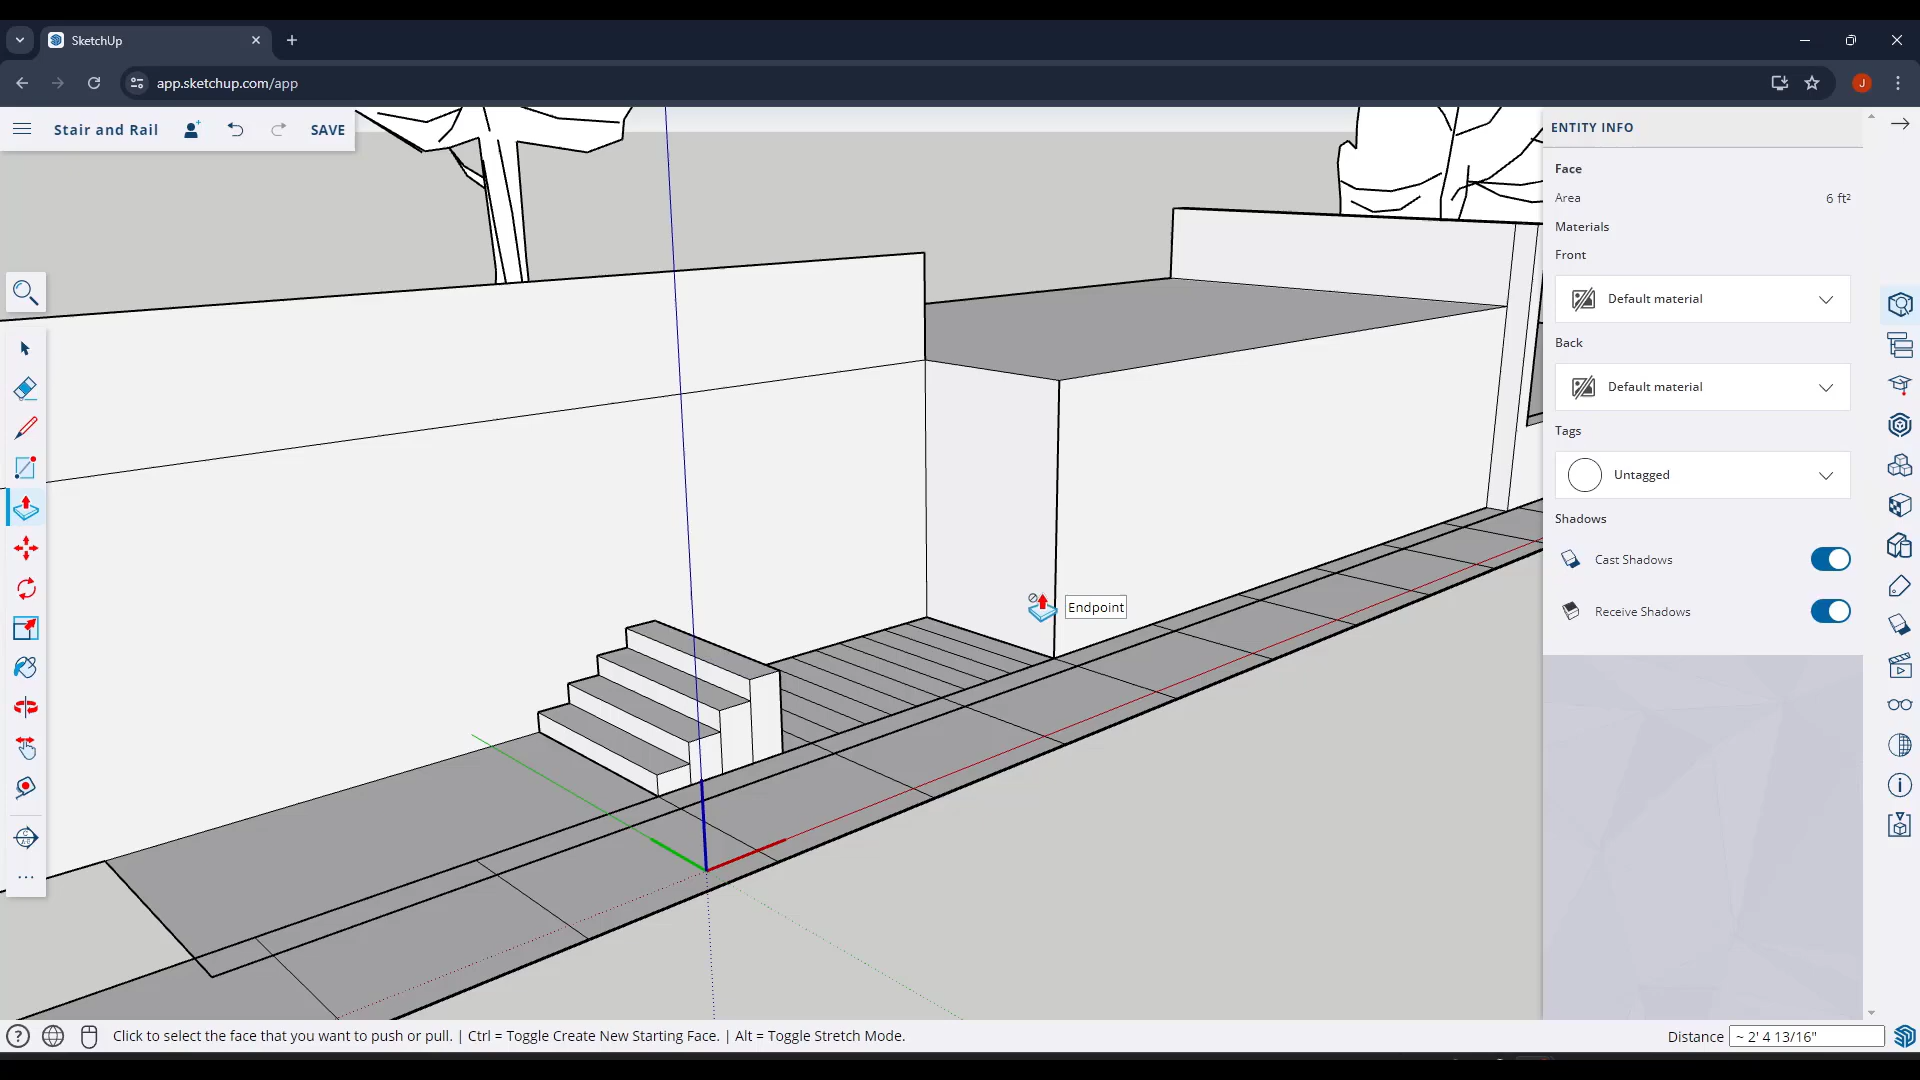 SketchUp
app.sketchup.com/app
J
Stair and Rail
SAVE
ENTITY INFO
Face
Area 6 ft²
Materials
Front
Default material
Back
Default material
Tags
Untagged
Shadows
Cast Shadows
Receive Shadows
Endpoint
Click to select the face that you want to push or pull. | Ctrl = Toggle Create New Starting Face. | Alt = Toggle Stretch Mode.
Distance ~ 2' 4 13/16"